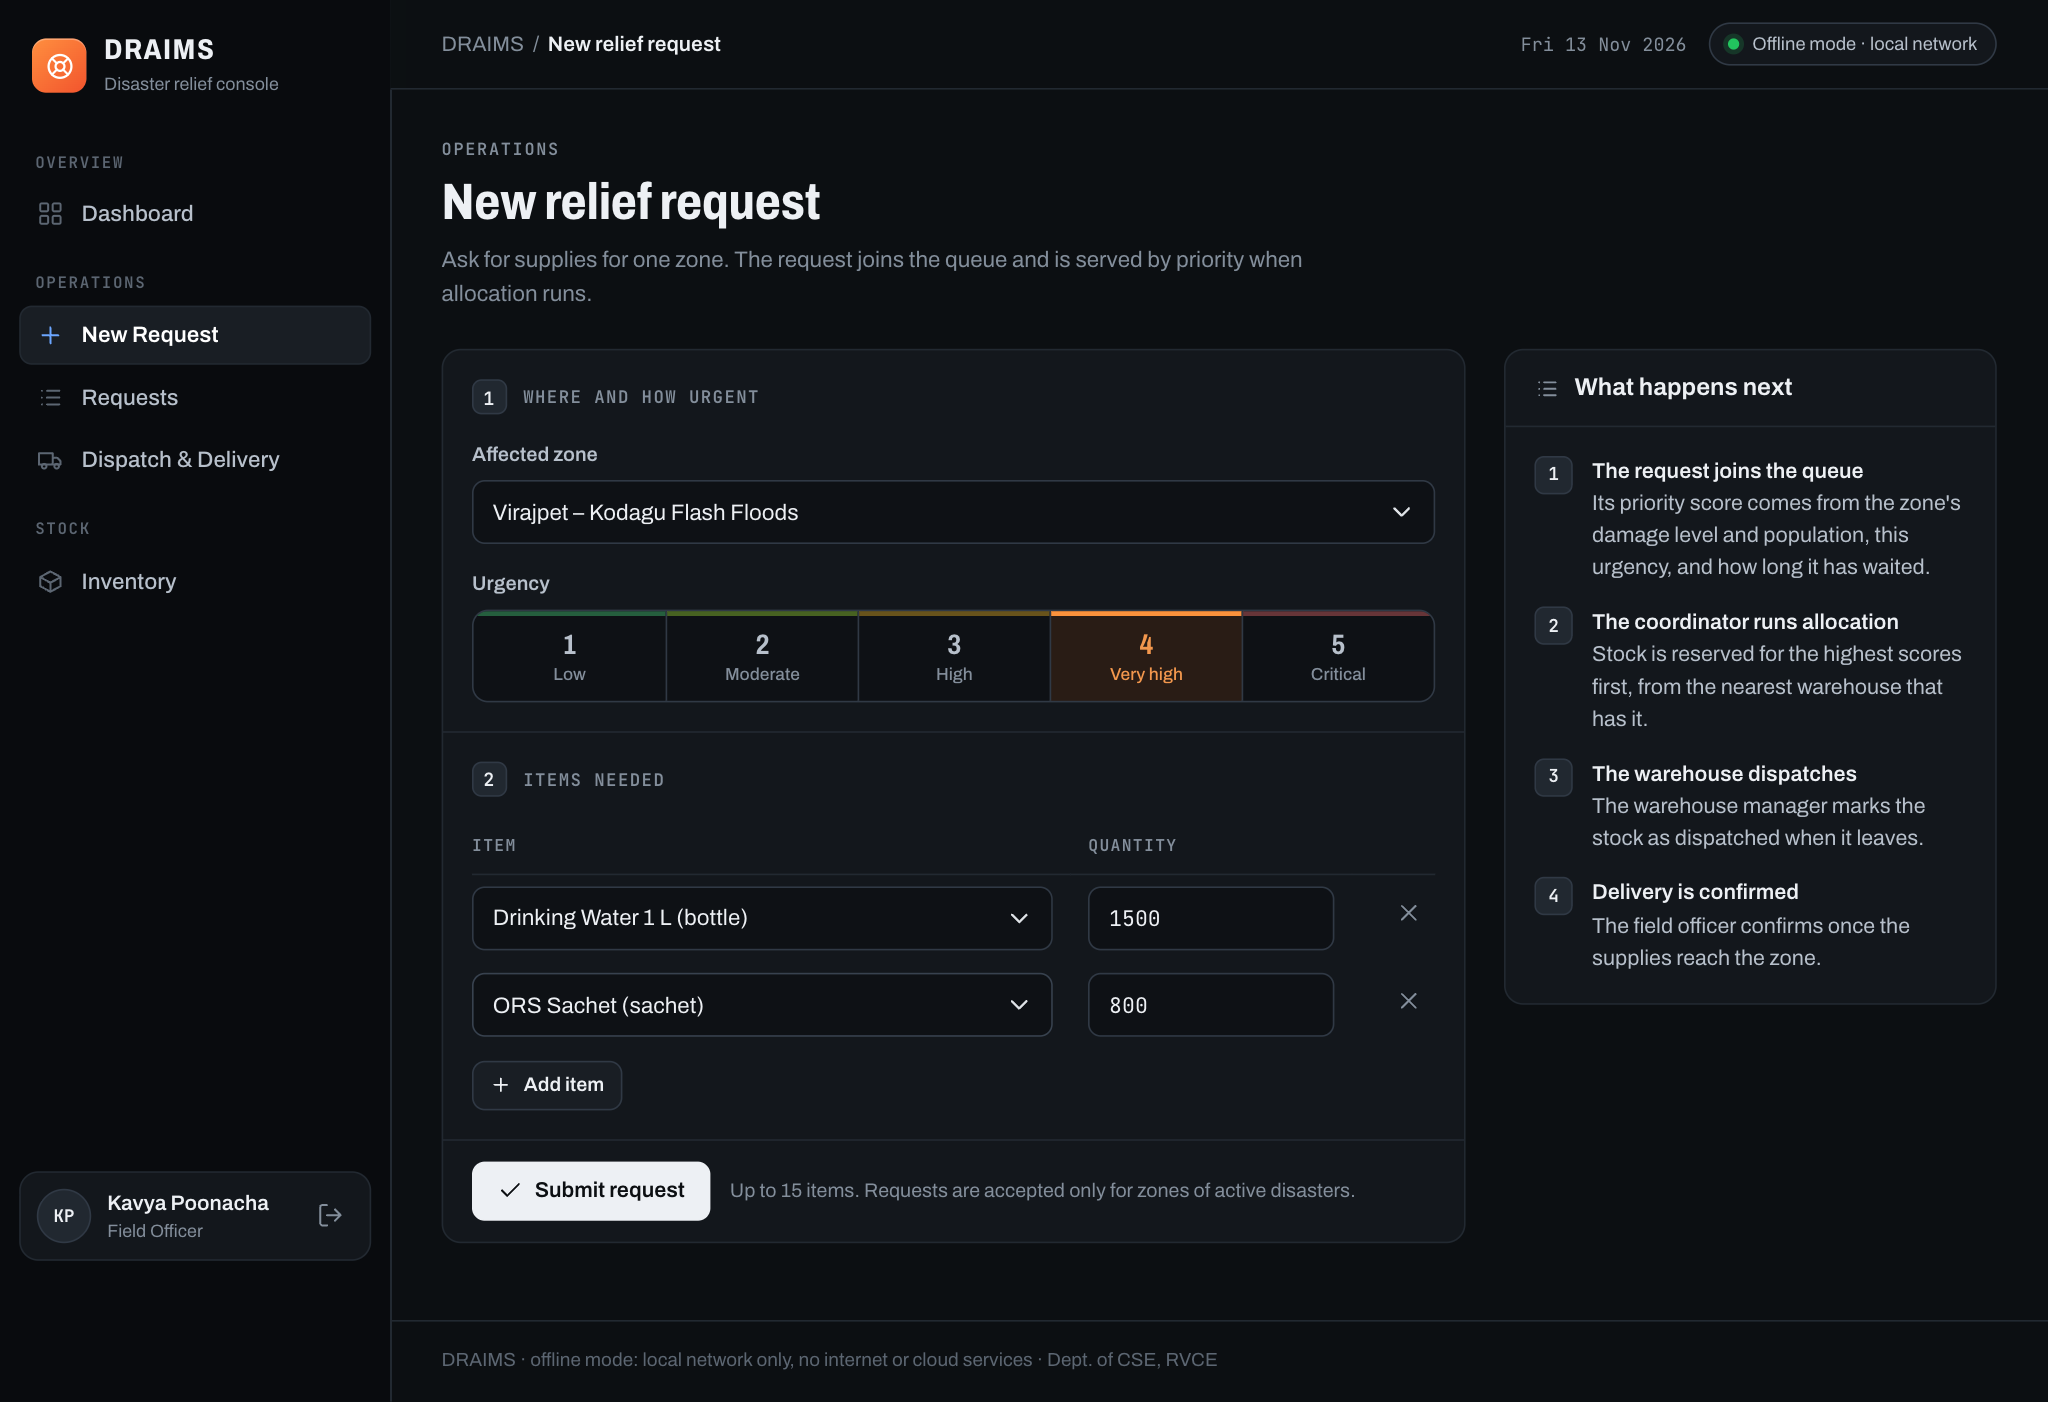 DRAIMS
Disaster relief console
OVERVIEW
Dashboard
OPERATIONS
New Request
Requests
Dispatch & Delivery
STOCK
Inventory
KP
Kavya Poonacha
Field Officer
DRAIMS / New relief request
Fri 13 Nov 2026
Offline mode · local network
OPERATIONS
New relief request
Ask for supplies for one zone. The request joins the queue and is served by priority when
allocation runs.
1 WHERE AND HOW URGENT
Affected zone
Virajpet – Kodagu Flash Floods
Urgency
1
Low
2
Moderate
3
High
4
Very high
5
Critical
2 ITEMS NEEDED
ITEM
QUANTITY
Drinking Water 1 L (bottle)
1500
ORS Sachet (sachet)
800
Add item
Submit request
Up to 15 items. Requests are accepted only for zones of active disasters.
What happens next
1 The request joins the queue
Its priority score comes from the zone's
damage level and population, this
urgency, and how long it has waited.
2 The coordinator runs allocation
Stock is reserved for the highest scores
first, from the nearest warehouse that
has it.
3 The warehouse dispatches
The warehouse manager marks the
stock as dispatched when it leaves.
4 Delivery is confirmed
The field officer confirms once the
supplies reach the zone.
DRAIMS · offline mode: local network only, no internet or cloud services · Dept. of CSE, RVCE